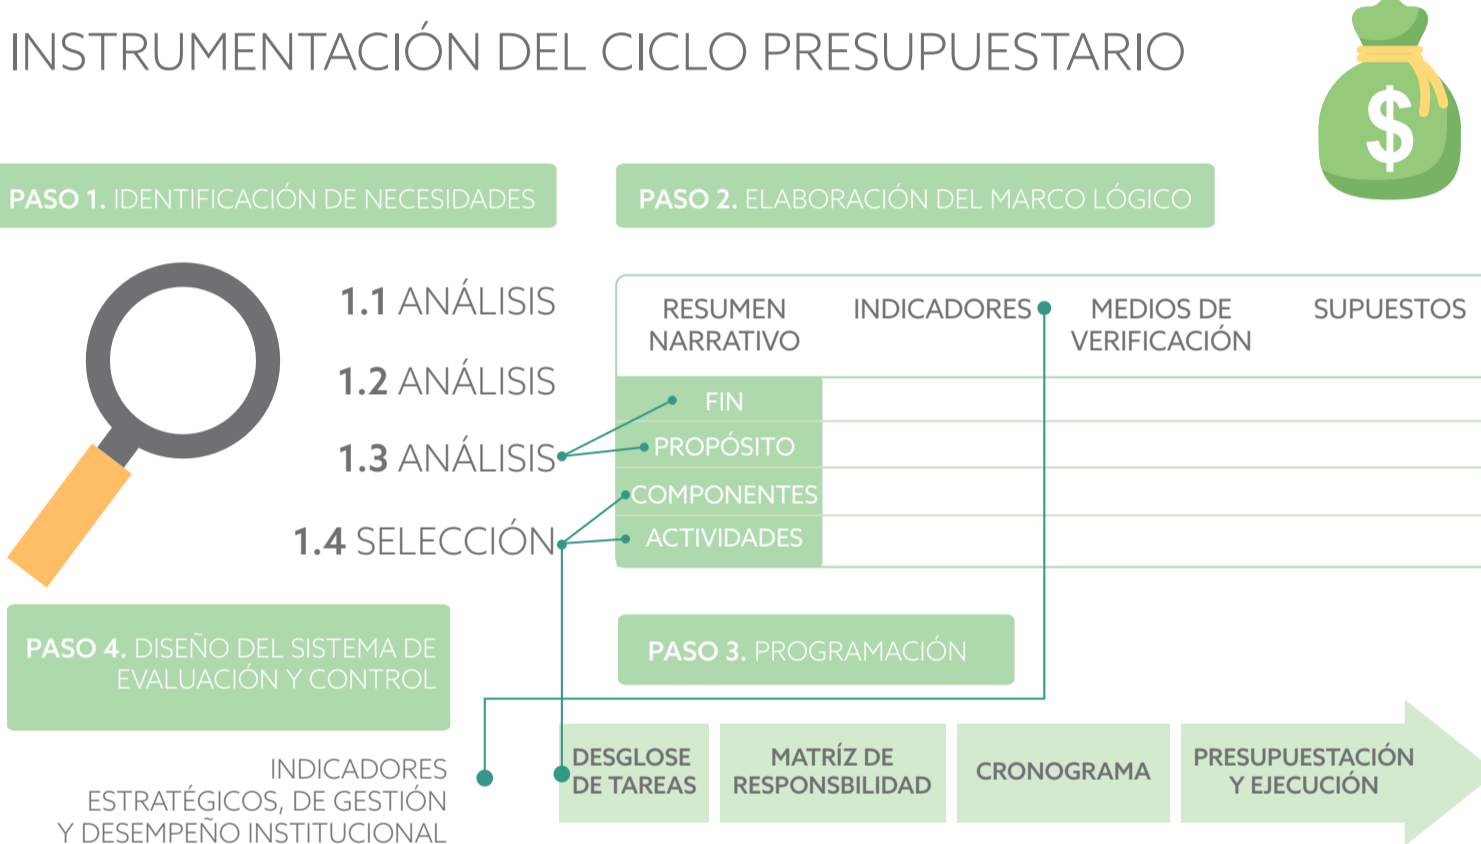 INSTRUMENTACIÓN DEL CICLO PRESUPUESTARIO
$
PASO 1. IDENTIFICACIÓN DE NECESIDADES
1.1 ANÁLISIS
1.2 ANÁLISIS
1.3 ANÁLISIS
1.4 SELECCIÓN
PASO 2. ELABORACIÓN DEL MARCO LÓGICO
RESUMEN
NARRATIVO
INDICADORES
MEDIOS DE
VERIFICACIÓN
SUPUESTOS
FIN
PROPÓSITO
COMPONENTES
ACTIVIDADES
PASO 3. PROGRAMACIÓN
DESGLOSE
DE TAREAS
MATRÍZ DE
RESPONSBILIDAD
CRONOGRAMA
PRESUPUESTACIÓN
Y EJECUCIÓN
PASO 4. DISEÑO DEL SISTEMA DE
EVALUACIÓN Y CONTROL
INDICADORES
ESTRATÉGICOS, DE GESTIÓN
Y DESEMPEÑO INSTITUCIONAL